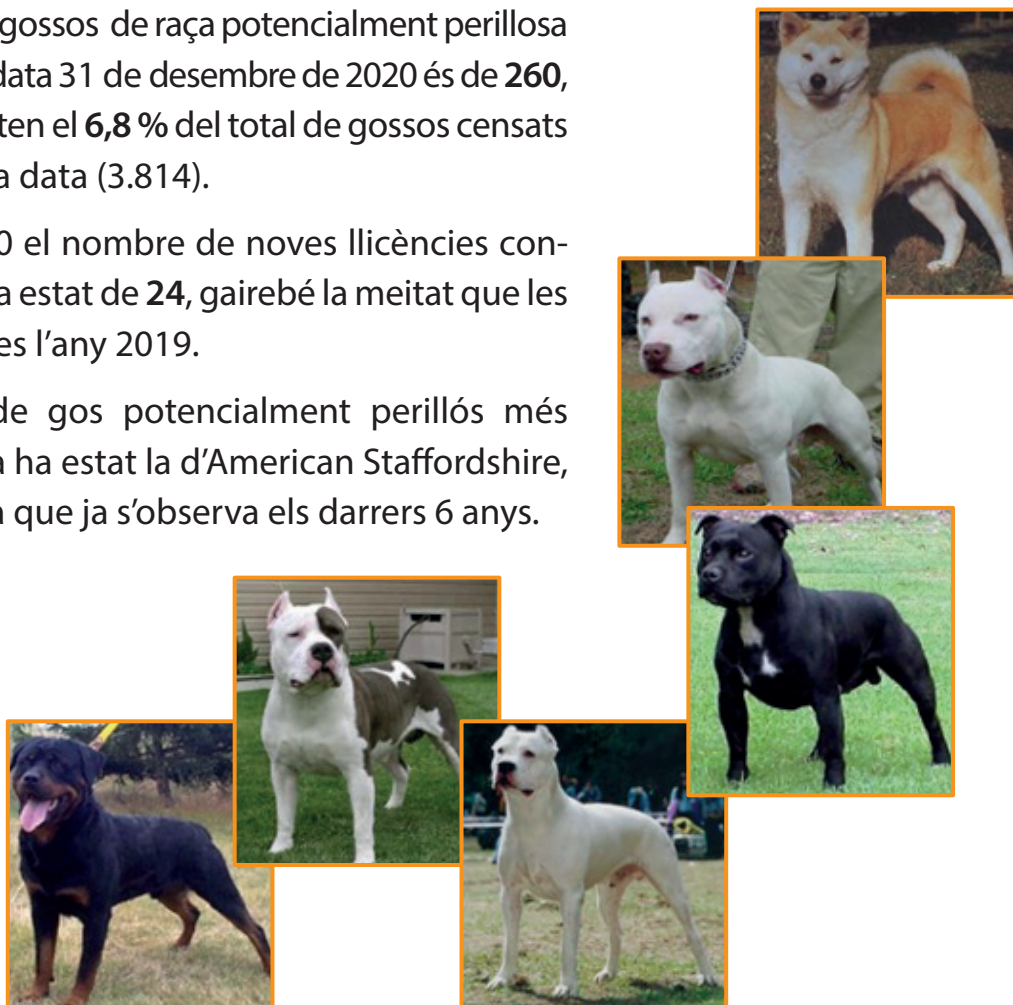 gossos de raça potencialment perillosa
data 31 de desembre de 2020 és de 260,
ten el 6,8 % del total de gossos censats
a data (3.814).
0 el nombre de noves llicències con-
a estat de 24, gairebé la meitat que les
es l’any 2019.
de gos potencialment perillós més
a ha estat la d’American Staffordshire,
a que ja s’observa els darrers 6 anys.